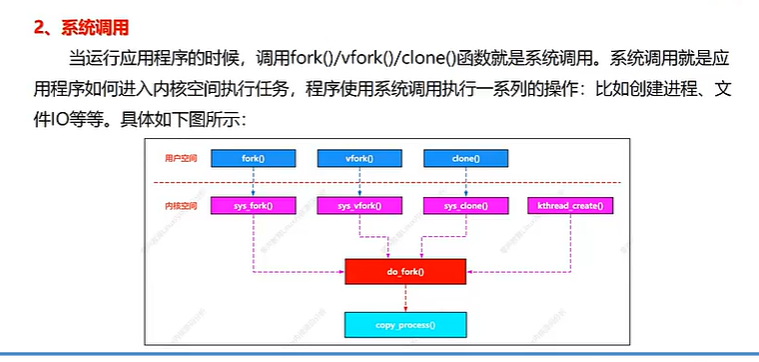 2、系统调用
当运行应用程序的时候，调用fork()/vfork()/clone()函数就是系统调用。系统调用就是应
用程序如何进入内核空间执行任务，程序使用系统调用执行一系列的操作：比如创建进程、文
件IO等等。具体如下图所示：
用户空间 fork() vfork() clone()
内核空间 sys_fork() sys_vfork() sys_clone() kthread_create()
do_fork()
copy_process()